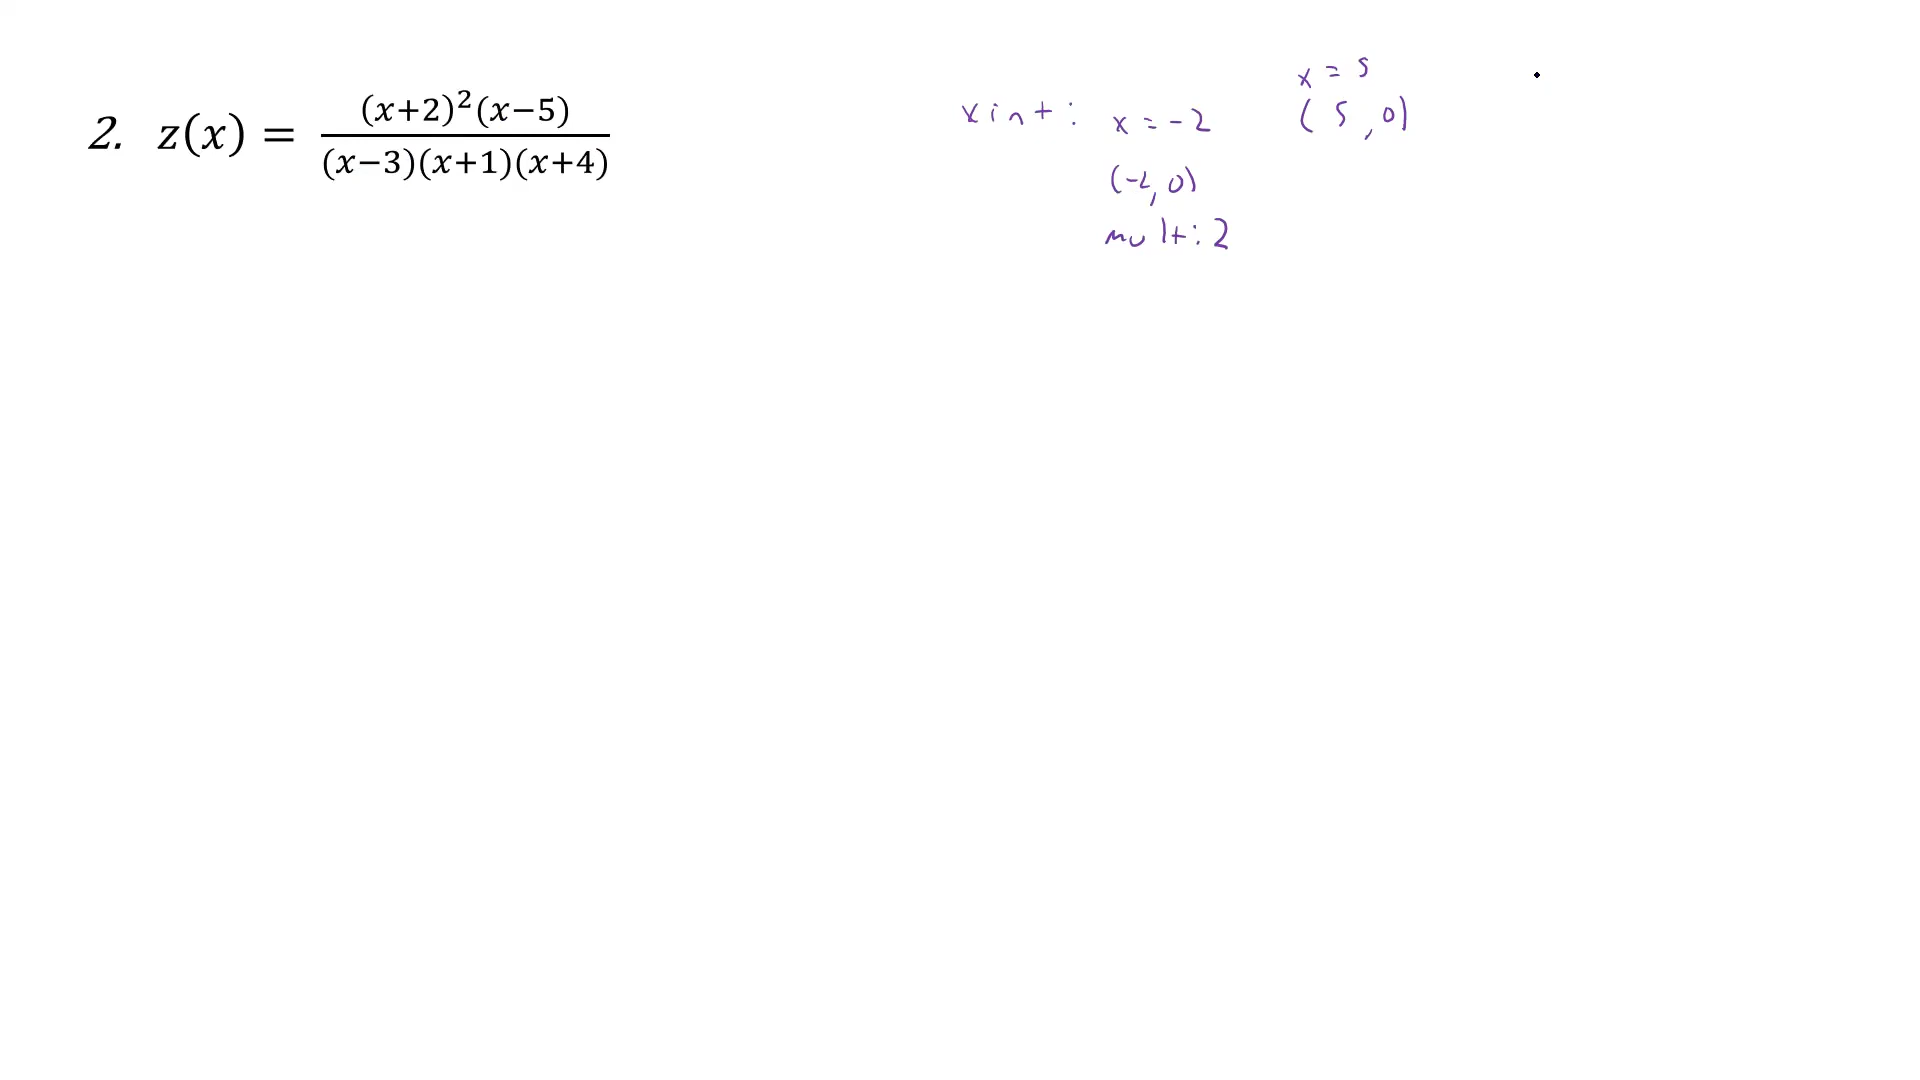 2. z(x) = (x+2)²(x−5) / (x−3)(x+1)(x+4)
x int: x = -2
(-2, 0)
mult: 2
x = 5
(5, 0)